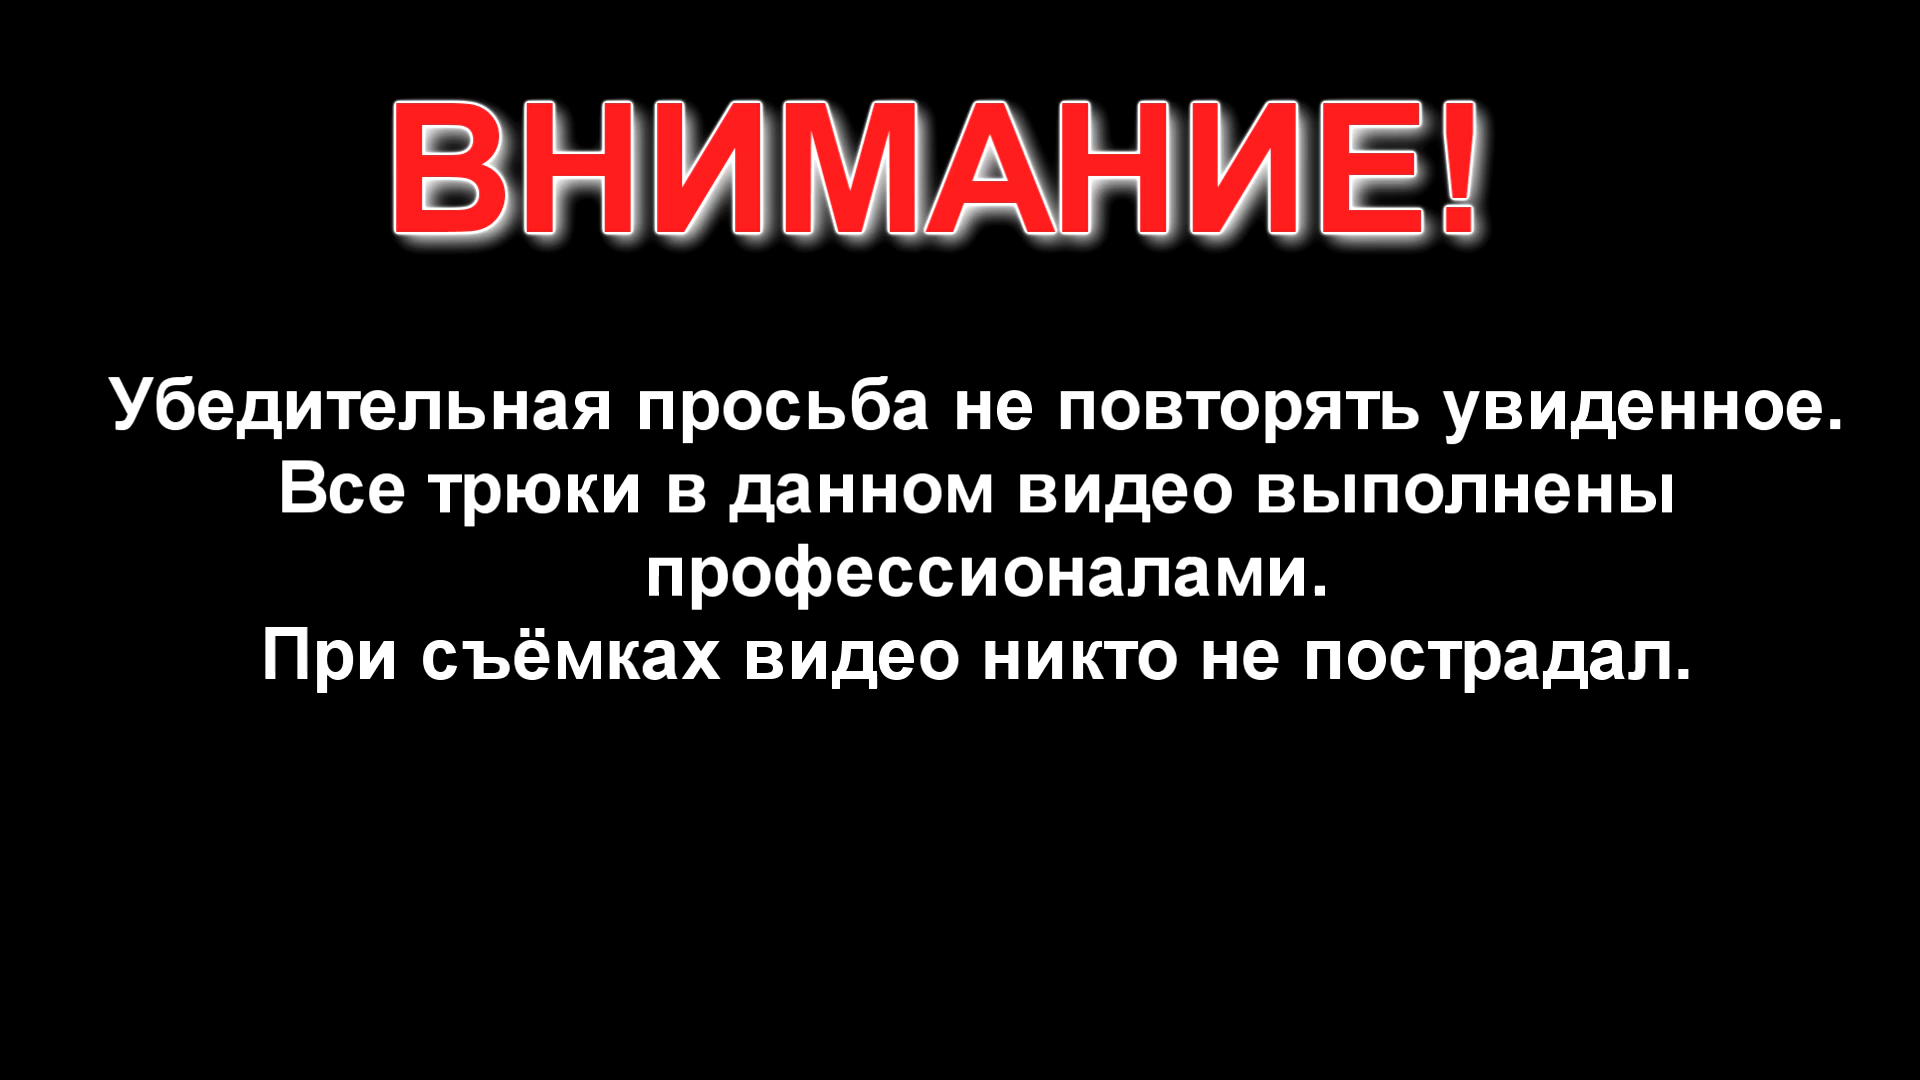 ВНИМАНИЕ!
Убедительная просьба не повторять увиденное.
Все трюки в данном видео выполнены
профессионалами.
При съёмках видео никто не пострадал.